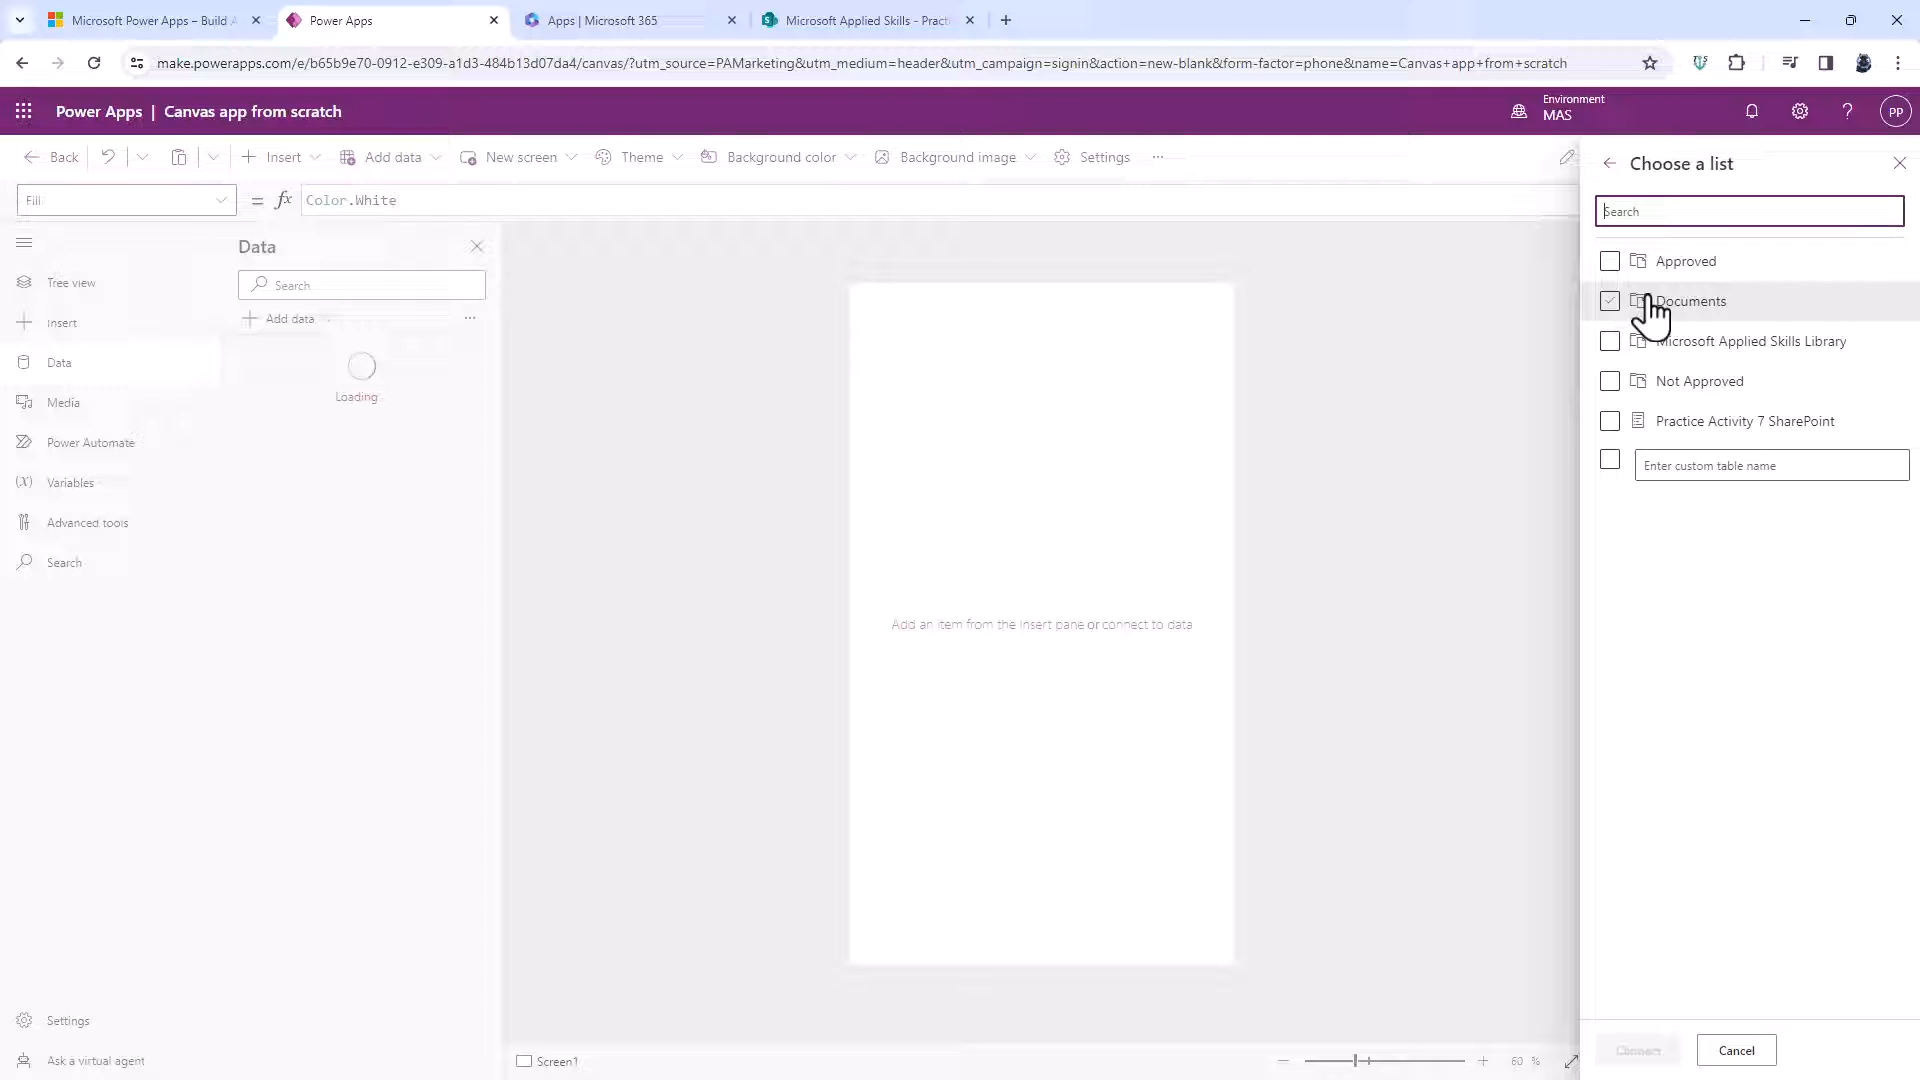 Microsoft Power Apps – Build A
Power Apps
Apps | Microsoft 365
Microsoft Applied Skills - Practi
make.powerapps.com/e/b65b9e70-0912-e309-a1d3-484b13d07da4/canvas/?utm_source=PAMarketing&utm_medium=header&utm_campaign=signin&action=new-blank&form-factor=phone&name=Canvas+app+from+scratch
Power Apps | Canvas app from scratch
Environment
MAS
PP
Back
Insert
Add data
New screen
Theme
Background color
Background image
Settings
...
Fill
= fx Color.White
Data
Search
Add data
...
Loading
Tree view
Insert
Data
Media
Power Automate
Variables
Advanced tools
Search
Settings
Ask a virtual agent
Add an item from the Insert pane or connect to data
Screen1
60 %
Choose a list
Search
Approved
Documents
Microsoft Applied Skills Library
Not Approved
Practice Activity 7 SharePoint
Enter custom table name
Connect
Cancel